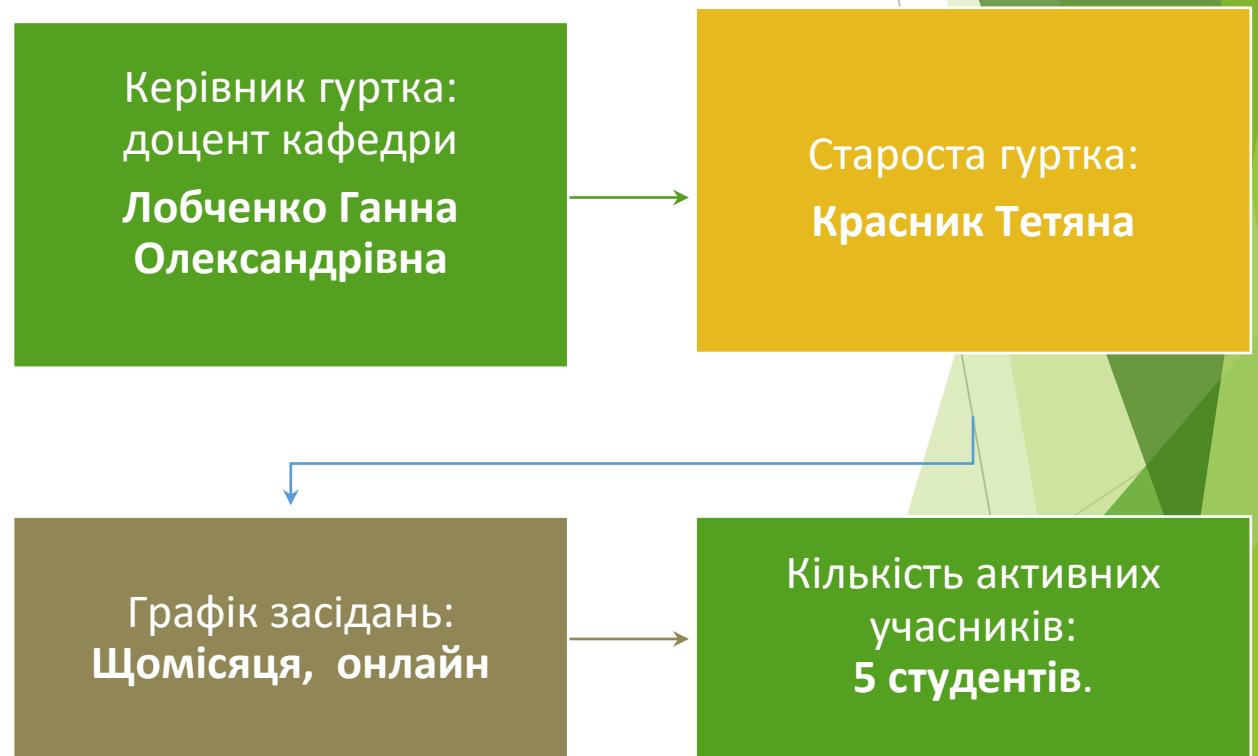 Керівник гуртка:
доцент кафедри
Лобченко Ганна
Олександрівна
Староста гуртка:
Красник Тетяна
Графік засідань:
Щомісяця,  онлайн
Кількість активних
учасників:
5 студентів.